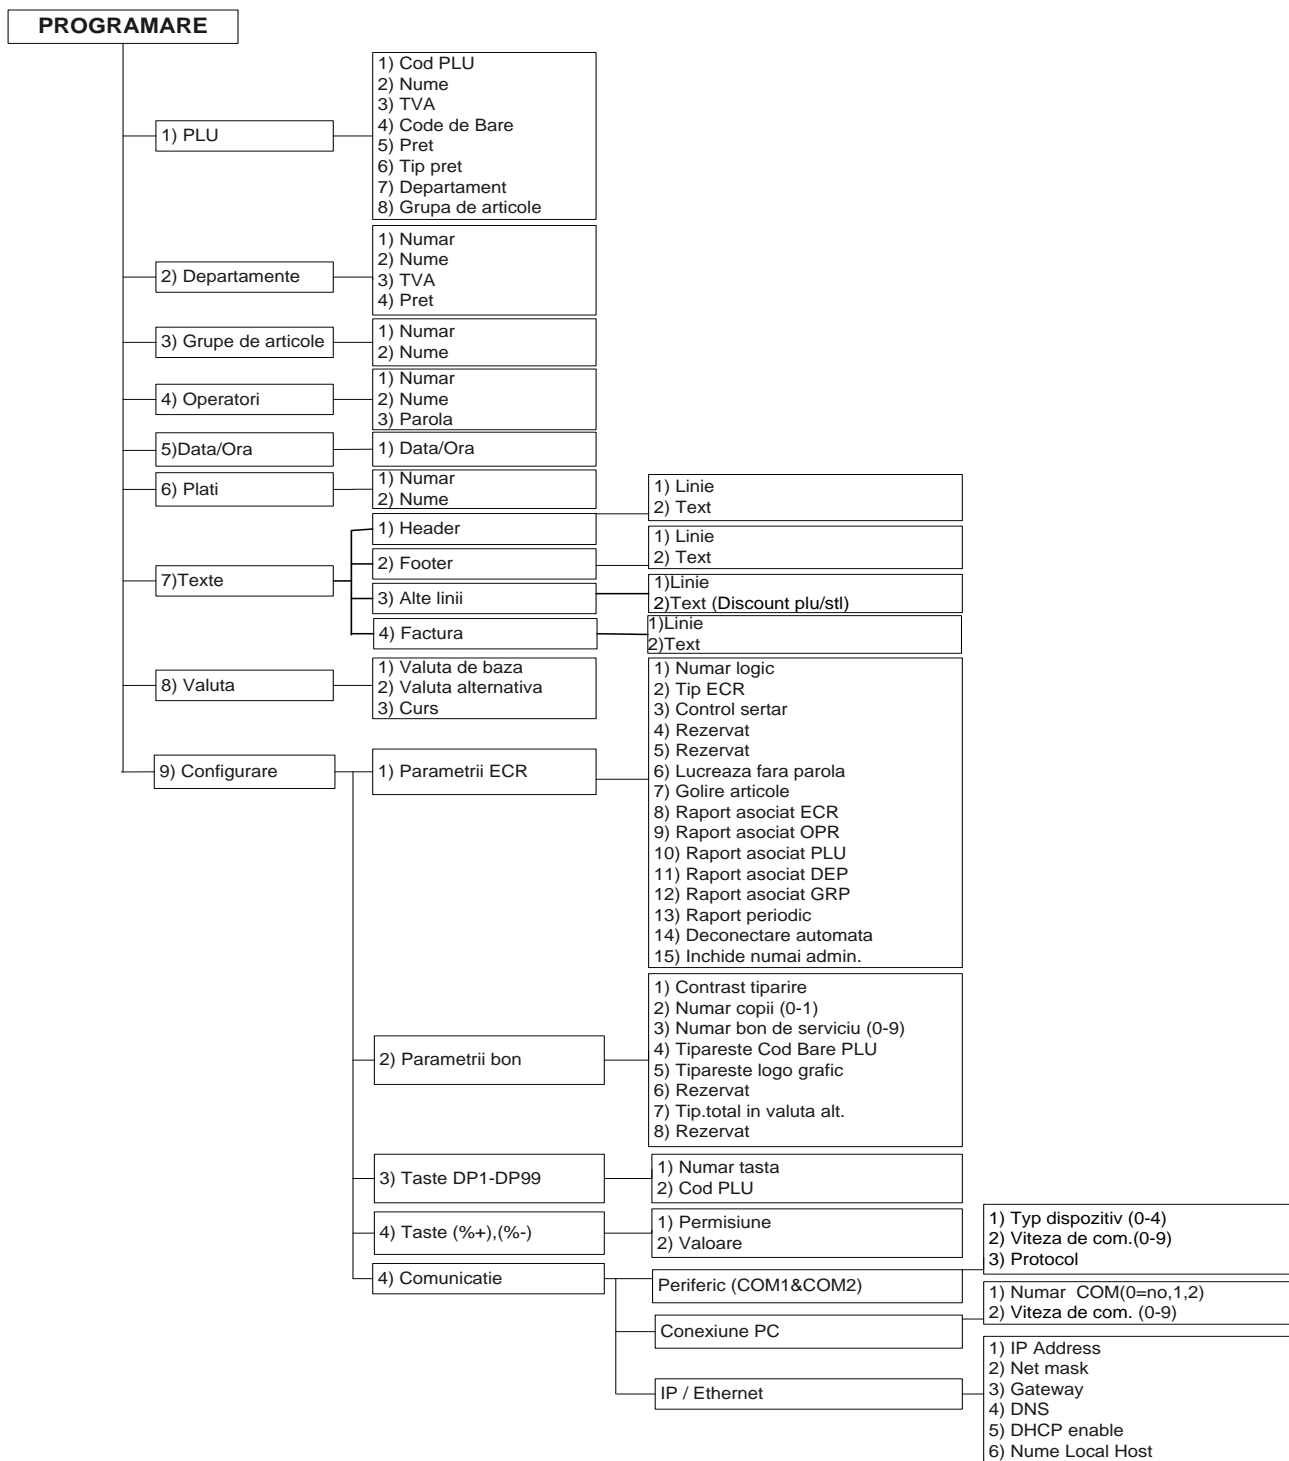 PROGRAMARE
1) PLU
1) Cod PLU
2) Nume
3) TVA
4) Code de Bare
5) Pret
6) Tip pret
7) Departament
8) Grupa de articole
2) Departamente
1) Numar
2) Nume
3) TVA
4) Pret
3) Grupe de articole
1) Numar
2) Nume
4) Operatori
1) Numar
2) Nume
3) Parola
5)Data/Ora
1) Data/Ora
6) Plati
1) Numar
2) Nume
7)Texte
1) Header
1) Linie
2) Text
2) Footer
1) Linie
2) Text
3) Alte linii
1)Linie
2)Text (Discount plu/stl)
4) Factura
1)Linie
2)Text
8) Valuta
1) Valuta de baza
2) Valuta alternativa
3) Curs
9) Configurare
1) Parametrii ECR
1) Numar logic
2) Tip ECR
3) Control sertar
4) Rezervat
5) Rezervat
6) Lucreaza fara parola
7) Golire articole
8) Raport asociat ECR
9) Raport asociat OPR
10) Raport asociat PLU
11) Raport asociat DEP
12) Raport asociat GRP
13) Raport periodic
14) Deconectare automata
15) Inchide numai admin.
2) Parametrii bon
1) Contrast tiparire
2) Numar copii (0-1)
3) Numar bon de serviciu (0-9)
4) Tipareste Cod Bare PLU
5) Tipareste logo grafic
6) Rezervat
7) Tip.total in valuta alt.
8) Rezervat
3) Taste DP1-DP99
1) Numar tasta
2) Cod PLU
4) Taste (%+),(%-)
1) Permisiune
2) Valoare
4) Comunicatie
Periferic (COM1&COM2)
1) Typ dispozitiv (0-4)
2) Viteza de com.(0-9)
3) Protocol
Conexiune PC
1) Numar COM(0=no,1,2)
2) Viteza de com. (0-9)
IP / Ethernet
1) IP Address
2) Net mask
3) Gateway
4) DNS
5) DHCP enable
6) Nume Local Host